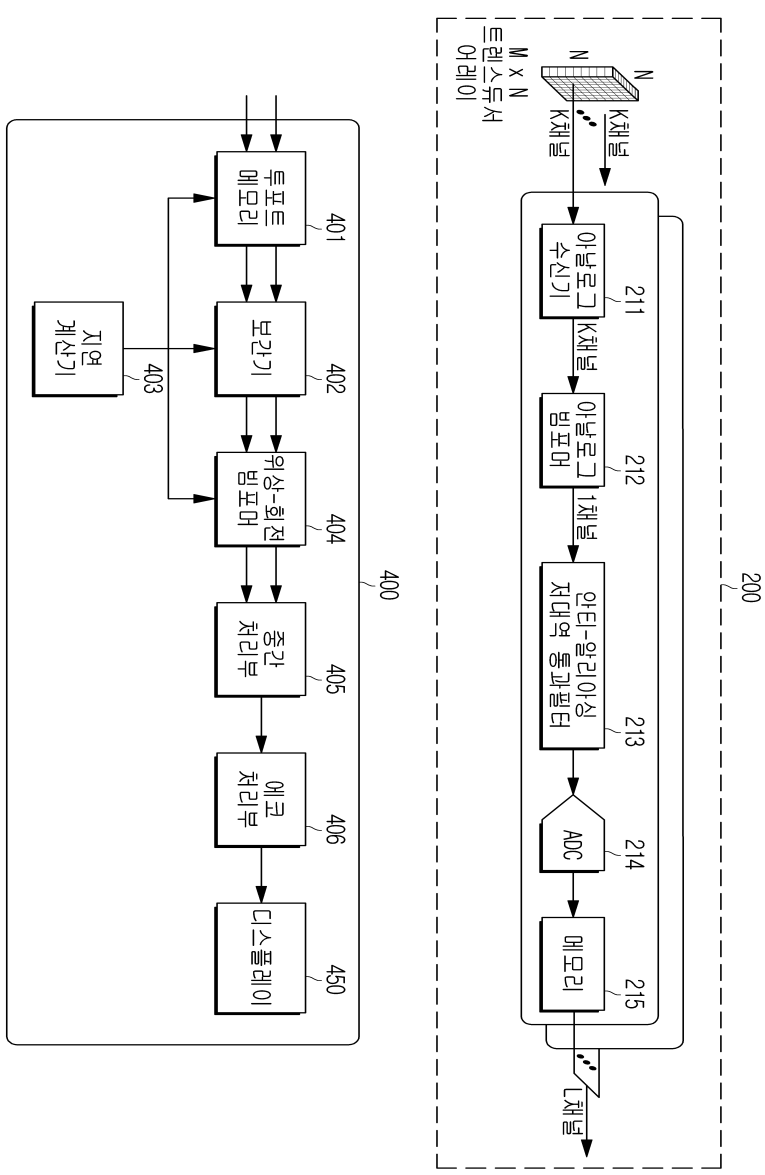 200
N
N
M x N
트렌스듀서
어레이
K채널
K채널
211
아날로그
수신기
K채널
212
아날로그
빔포머
1채널
213
안티-알리아싱
저대역 통과필터
214
ADC
215
메모리
L채널
400
401
투포트
메모리
402
보간기
403
지연
계산기
404
위상-회전
빔포머
405
중간
처리부
406
에코
처리부
450
디스플레이